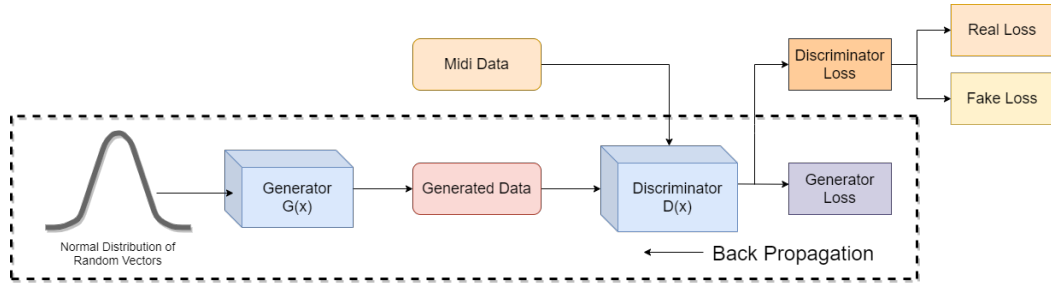 Real Loss
Midi Data
Discriminator
Loss
Fake Loss
Generator
G(x)
Generated Data
Discriminator
D(x)
Generator
Loss
Normal Distribution of
Random Vectors
Back Propagation